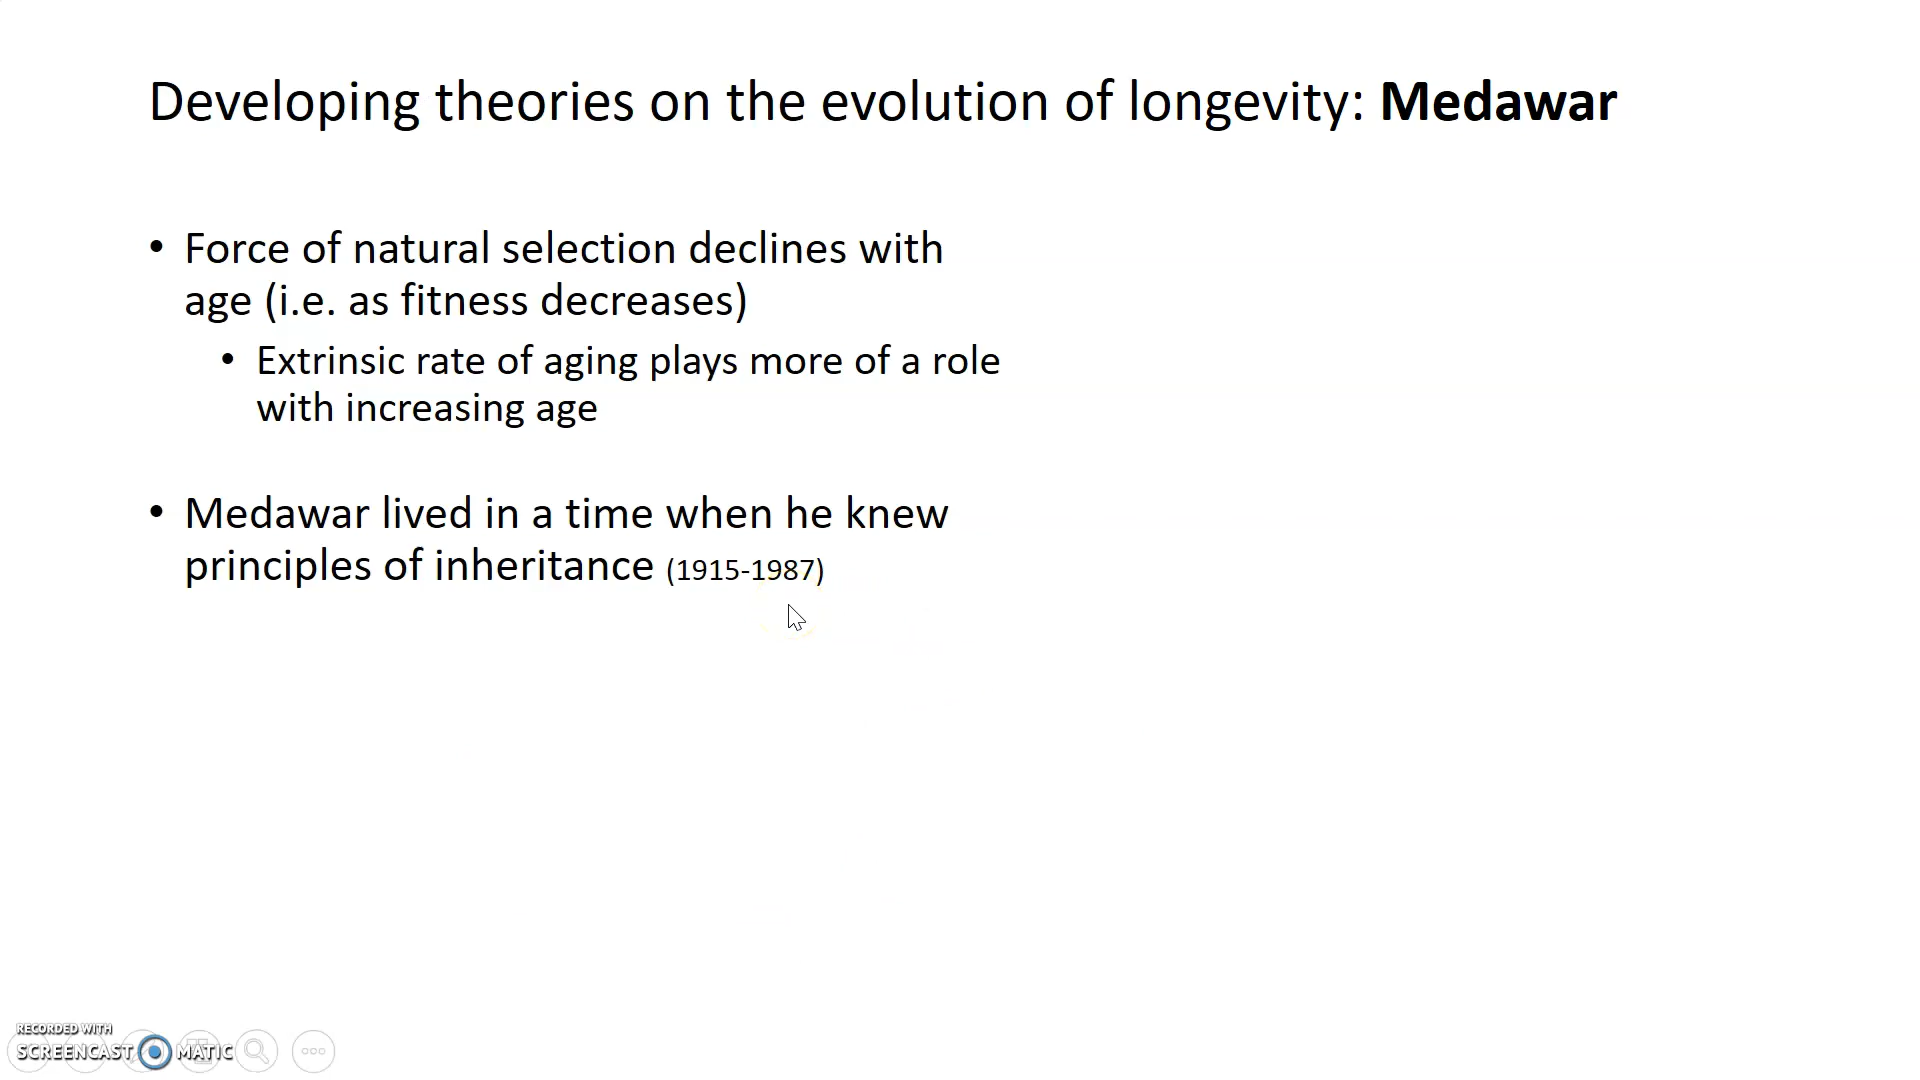 Developing theories on the evolution of longevity: Medawar
• Force of natural selection declines with
age (i.e. as fitness decreases)
• Extrinsic rate of aging plays more of a role
with increasing age
• Medawar lived in a time when he knew
principles of inheritance (1915-1987)
RECORDED WITH
SCREENCAST MATIC